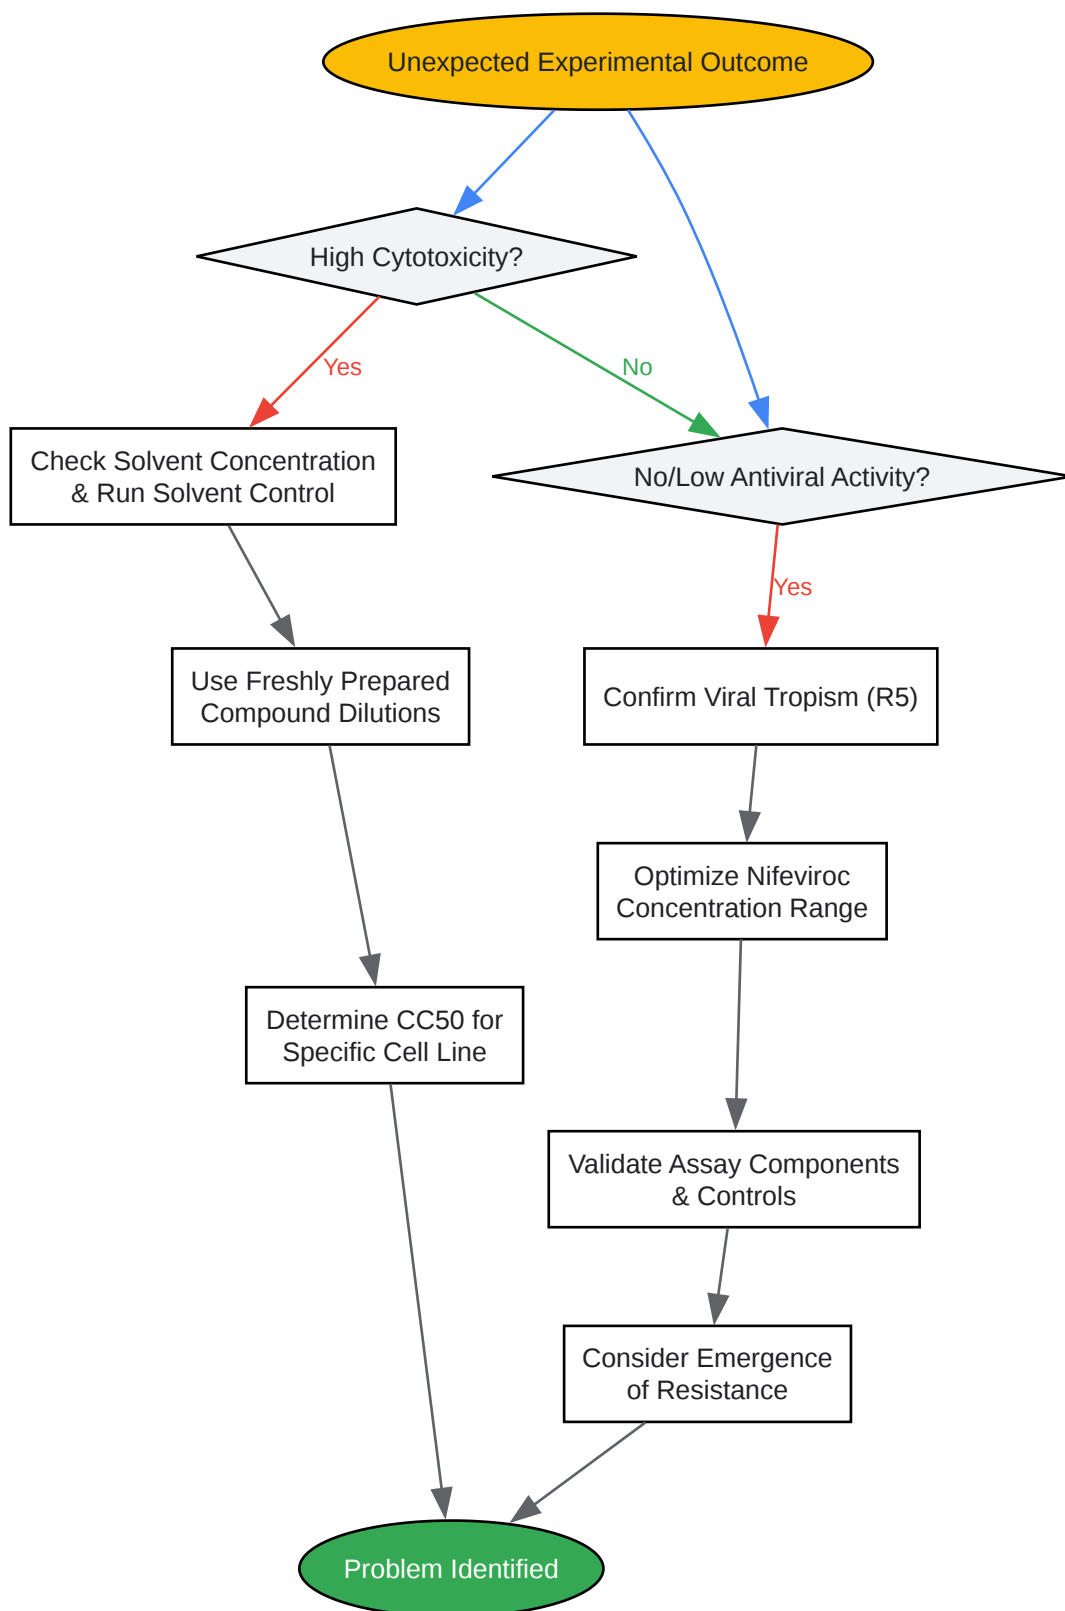 Unexpected Experimental Outcome
High Cytotoxicity?
Yes
No
Check Solvent Concentration
& Run Solvent Control
No/Low Antiviral Activity?
Yes
Use Freshly Prepared
Compound Dilutions
Confirm Viral Tropism (R5)
Optimize Nifeviroc
Concentration Range
Determine CC50 for
Specific Cell Line
Validate Assay Components
& Controls
Consider Emergence
of Resistance
Problem Identified